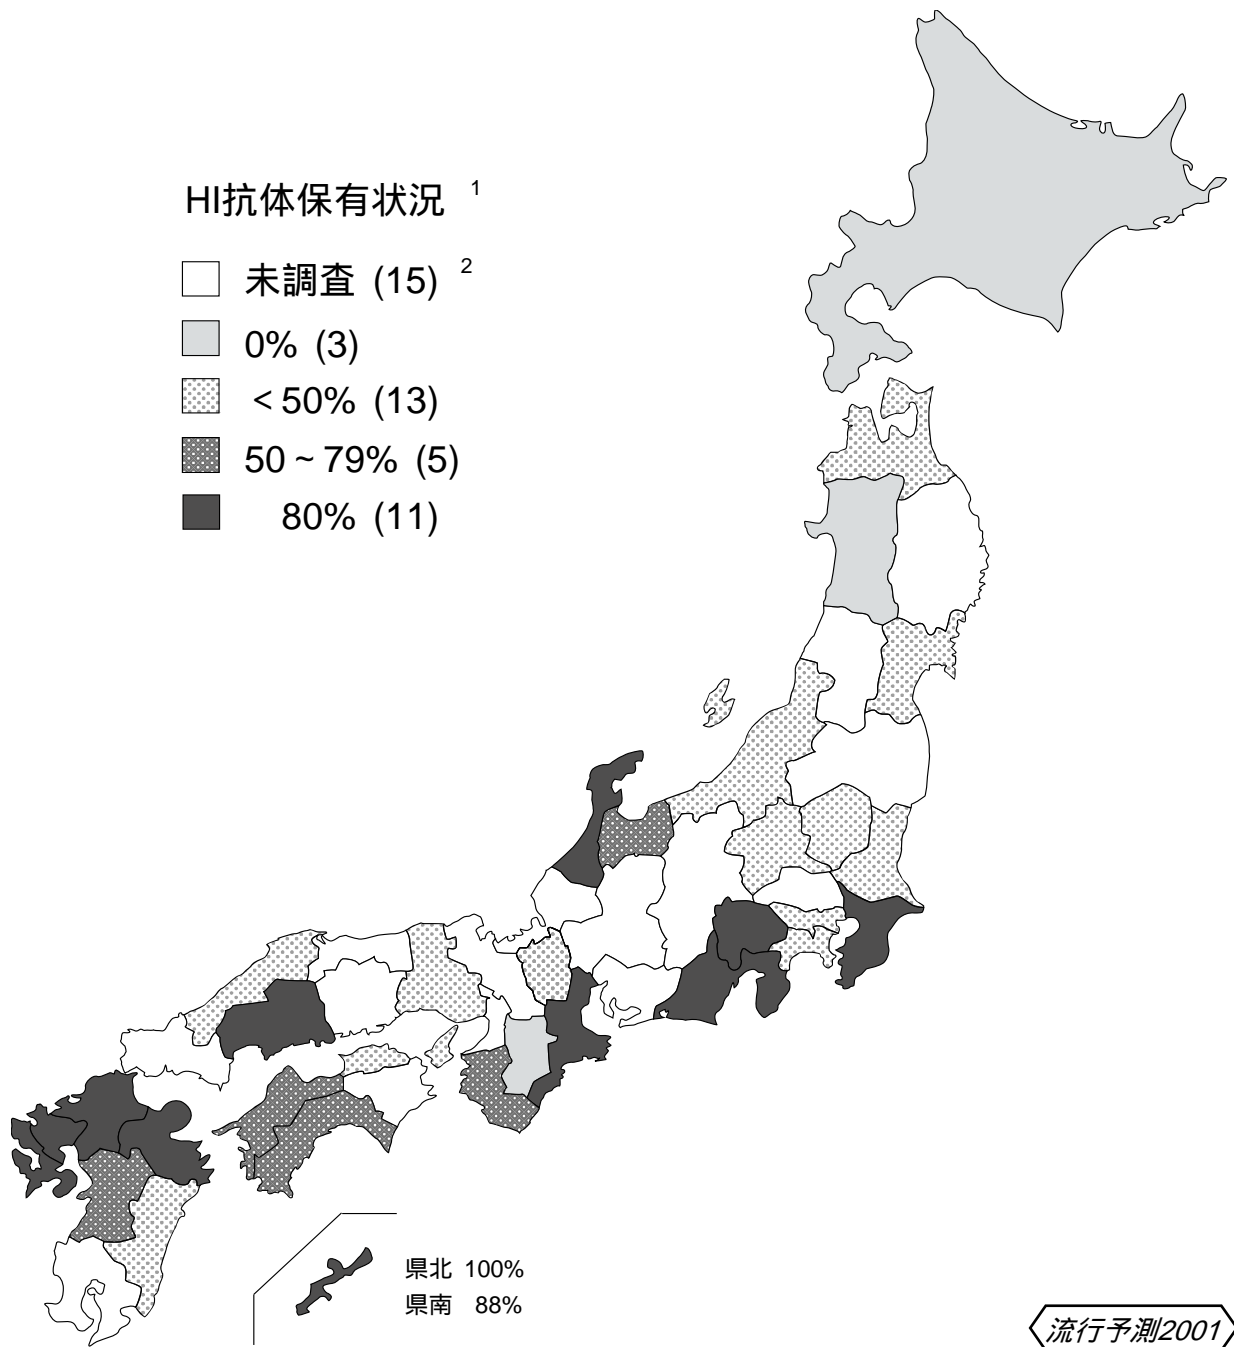 HI抗体保有状況 1
未調査 (15) 2
0% (3)
<50% (13)
50~79% (5)
80% (11)
県北 100%
県南 88%
流行予測2001